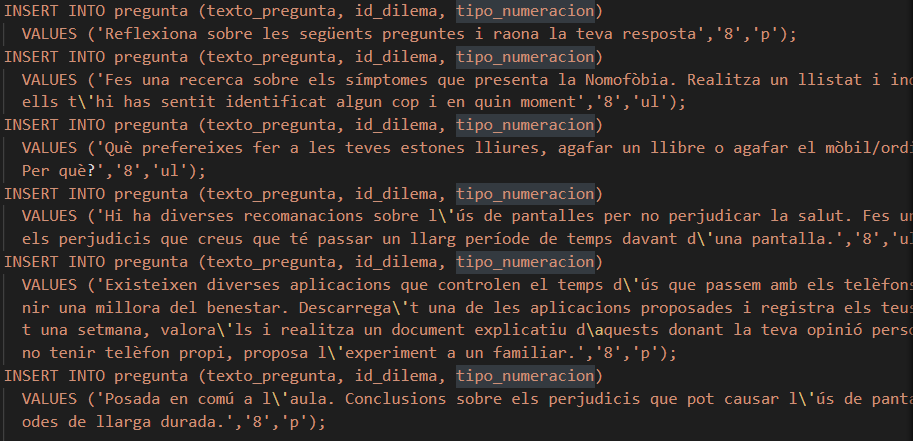 INSERT INTO pregunta (texto_pregunta, id_dilema, tipo_numeracion)
VALUES ('Reflexiona sobre les següents preguntes i raona la teva resposta','8','p');
INSERT INTO pregunta (texto_pregunta, id_dilema, tipo_numeracion)
VALUES ('Fes una recerca sobre els símptomes que presenta la Nomofòbia. Realitza un llistat i
ells t\'hi has sentit identificat algun cop i en quin moment','8','ul');
INSERT INTO pregunta (texto_pregunta, id_dilema, tipo_numeracion)
VALUES ('Què prefereixes fer a les teves estones lliures, agafar un llibre o agafar el mòbil/ordi
Per què?','8','ul');
INSERT INTO pregunta (texto_pregunta, id_dilema, tipo_numeracion)
VALUES ('Hi ha diverses recomanacions sobre l\'ús de pantalles per no perjudicar la salut. Fes
els perjudicis que creus que té passar un llarg període de temps davant d\'una pantalla.','8','ul
INSERT INTO pregunta (texto_pregunta, id_dilema, tipo_numeracion)
VALUES ('Existeixen diverses aplicacions que controlen el temps d\'ús que passem amb els telèfons
nir una millora del benestar. Descarrega\'t una de les aplicacions proposades i registra els teus
t una setmana, valora\'ls i realitza un document explicatiu d\aquests donant la teva opinió perso
no tenir telèfon propi, proposa l\'experiment a un familiar.','8','p');
INSERT INTO pregunta (texto_pregunta, id_dilema, tipo_numeracion)
VALUES ('Posada en comú a l\'aula. Conclusions sobre els perjudicis que pot causar l\'ús de panta
odes de llarga durada.','8','p');